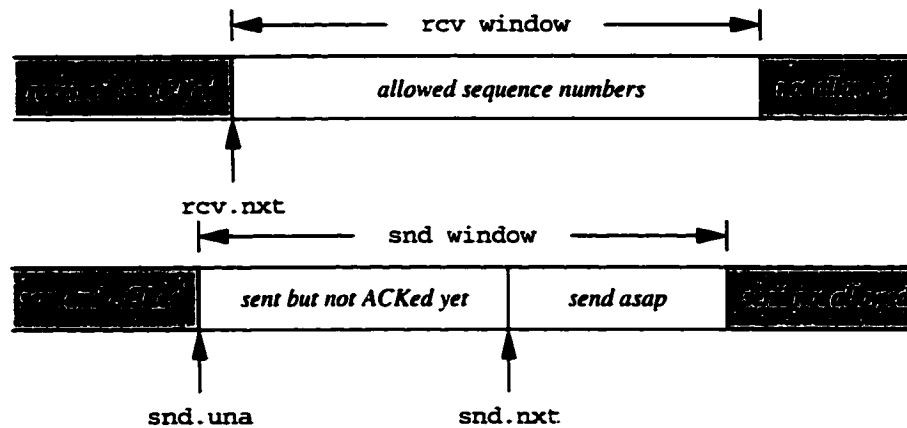 rcv window
allowed sequence numbers
rcv.nxt
snd window
sent but not ACKed yet
send asap
snd.una
snd.nxt